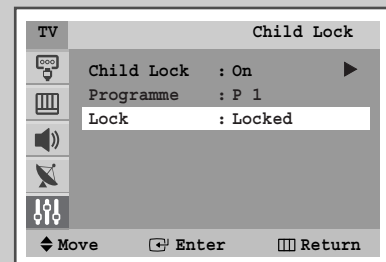 TV Child Lock
Child Lock : On
Programme : P 1
Lock : Locked
Move Enter Return